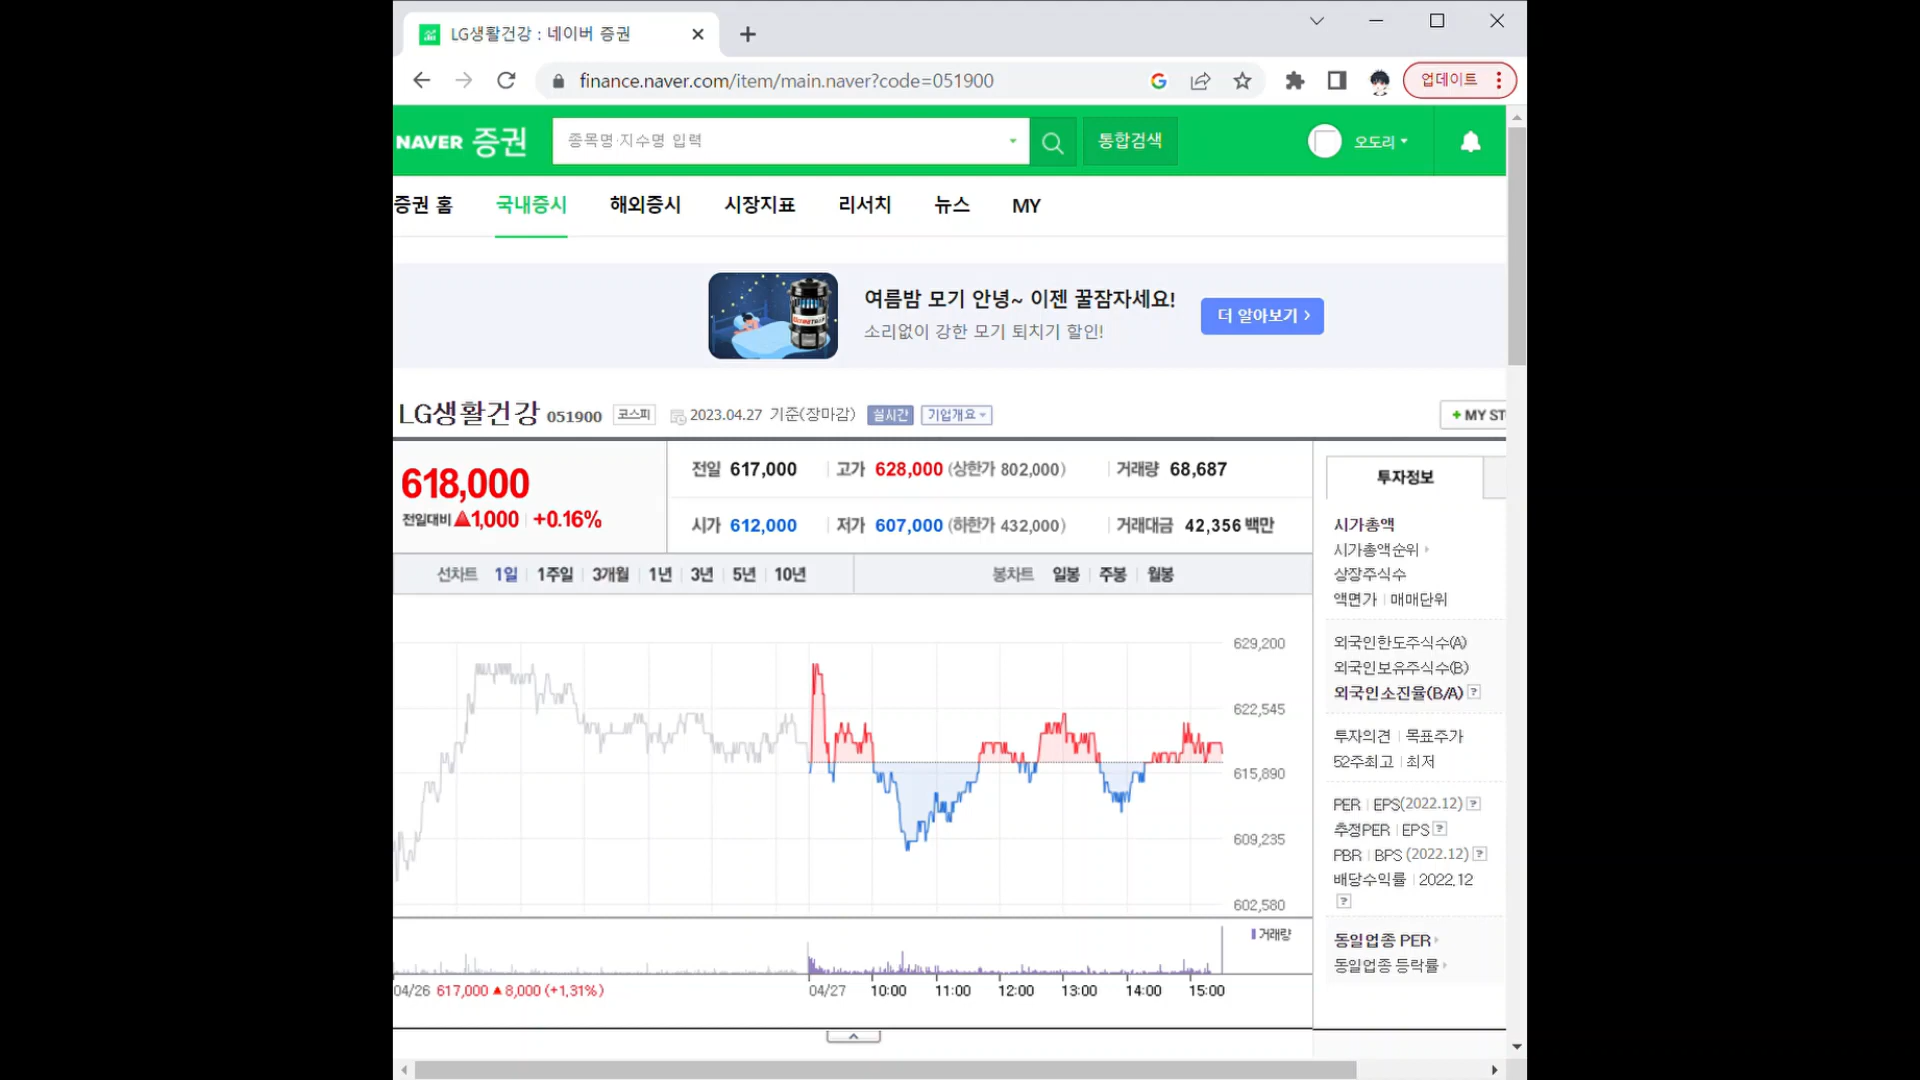 LG생활건강 : 네이버 증권
finance.naver.com/item/main.naver?code=051900
업데이트
NAVER 증권
종목명·지수명 입력
통합검색
오도리
증권 홈 국내증시 해외증시 시장지표 리서치 뉴스 MY
여름밤 모기 안녕~ 이젠 꿀잠자세요!
소리없이 강한 모기 퇴치기 할인!
더 알아보기 >
LG생활건강 051900 코스피 2023.04.27 기준(장마감) 실시간 기업개요
+ MY ST
618,000
전일대비 ▲1,000 +0.16%
전일 617,000 고가 628,000 (상한가 802,000) 거래량 68,687
시가 612,000 저가 607,000 (하한가 432,000) 거래대금 42,356 백만
선차트 1일 1주일 3개월 1년 3년 5년 10년
봉차트 일봉 주봉 월봉
629,200
622,545
615,890
609,235
602,580
거래량
04/26 617,000 ▲ 8,000 (+1,31%)
04/27 10:00 11:00 12:00 13:00 14:00 15:00
투자정보
시가총액
시가총액순위
상장주식수
액면가 | 매매단위
외국인한도주식수(A)
외국인보유주식수(B)
외국인소진율(B/A) ?
투자의견 | 목표주가
52주최고 | 최저
PER | EPS(2022.12) ?
추정PER | EPS ?
PBR | BPS (2022.12) ?
배당수익률 | 2022.12
?
동일업종 PER
동일업종 등락률